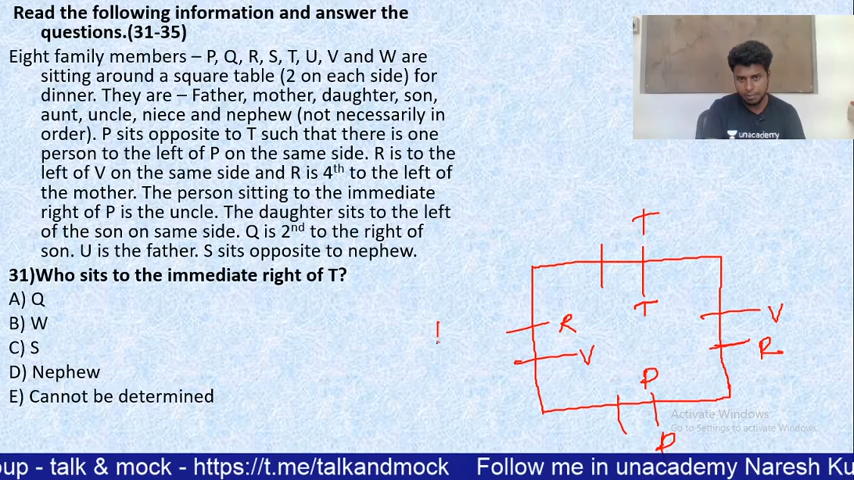 Read the following information and answer the
questions.(31-35)
Eight family members – P, Q, R, S, T, U, V and W are
sitting around a square table (2 on each side) for
dinner. They are – Father, mother, daughter, son,
aunt, uncle, niece and nephew (not necessarily in
order). P sits opposite to T such that there is one
person to the left of P on the same side. R is to the
left of V on the same side and R is 4th to the left of
the mother. The person sitting to the immediate
right of P is the uncle. The daughter sits to the left
of the son on same side. Q is 2nd to the right of
son. U is the father. S sits opposite to nephew.
31)Who sits to the immediate right of T?
A) Q
B) W
C) S
D) Nephew
E) Cannot be determined
unacademy
T
T
V
R
R
V
P
P
Activate Windows
Go to Settings to activate Windows.
oup - talk & mock - https://t.me/talkandmock Follow me in unacademy Naresh Ku